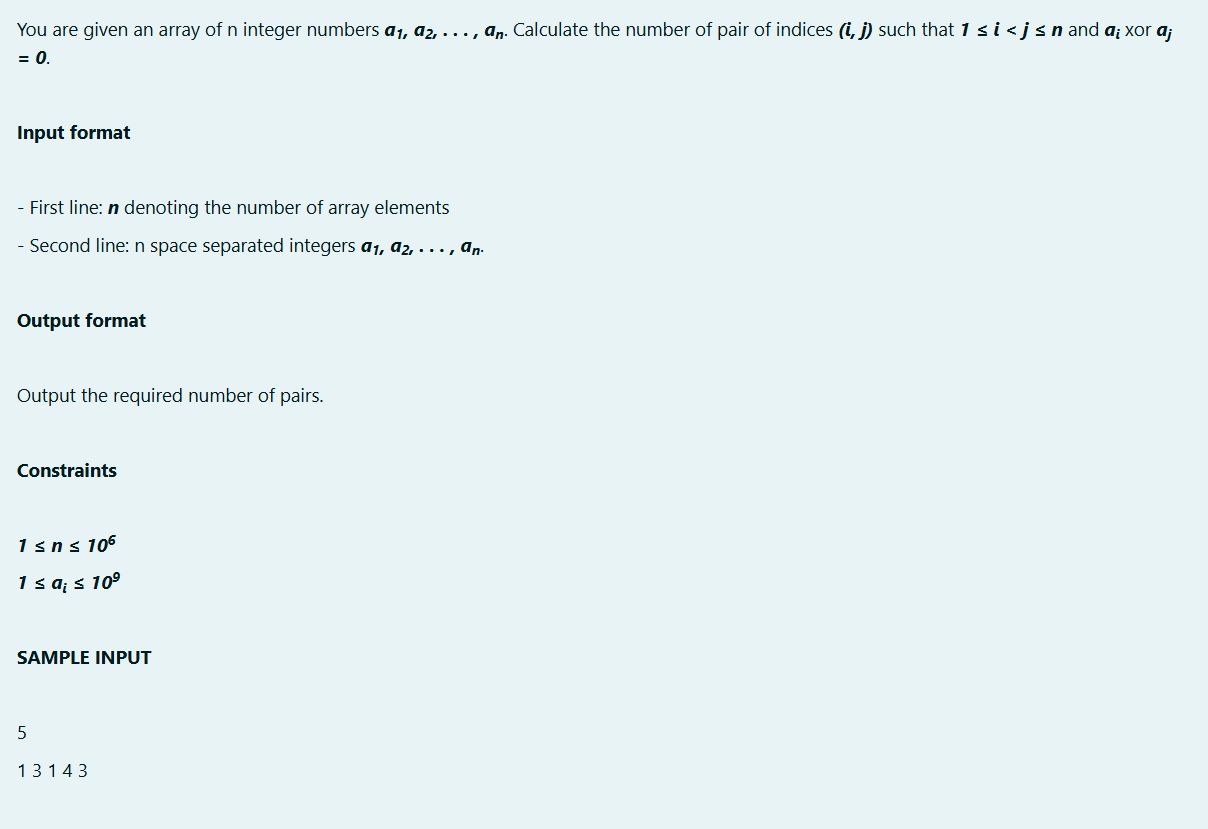 You are given an array of n integer numbers a1, a2, . . . , an. Calculate the number of pair of indices (i, j) such that 1 ≤ i < j ≤ n and ai xor aj
= 0.
Input format
- First line: n denoting the number of array elements
- Second line: n space separated integers a1, a2, . . . , an.
Output format
Output the required number of pairs.
Constraints
1 ≤ n ≤ 10^6
1 ≤ ai ≤ 10^9
SAMPLE INPUT
5
1 3 1 4 3